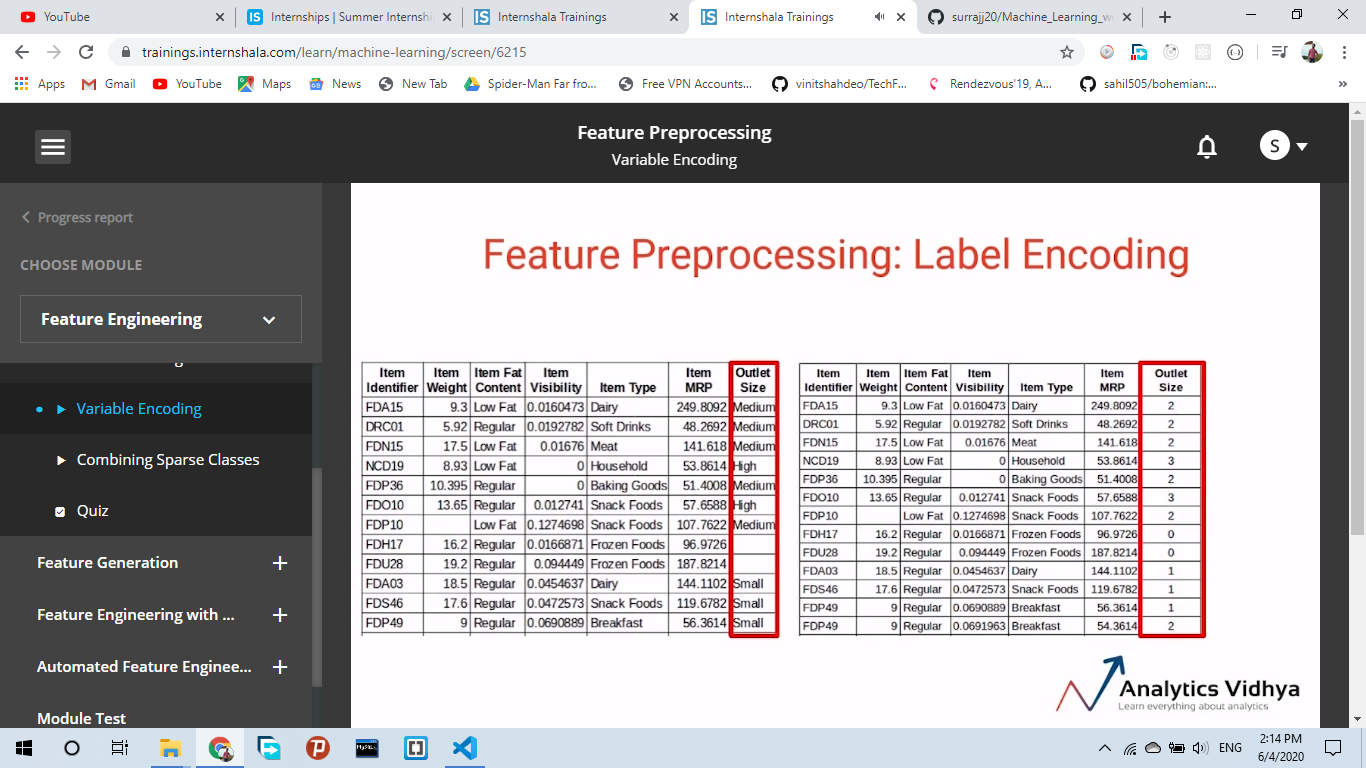 YouTube
Internships | Summer Internshi
Internshala Trainings
Internshala Trainings
surrajj20/Machine_Learning_w
trainings.internshala.com/learn/machine-learning/screen/6215
Apps Gmail YouTube Maps News New Tab Spider-Man Far fro... Free VPN Accounts... vinitshahdeo/TechF... Rendezvous'19, A... sahil505/bohemian:... »
Feature Preprocessing
Variable Encoding
S
Progress report
CHOOSE MODULE
Feature Engineering
Variable Encoding
Combining Sparse Classes
Quiz
Feature Generation +
Feature Engineering with ... +
Automated Feature Enginee... +
Module Test
Feature Preprocessing: Label Encoding
Item Identifier Item Weight Item Fat Content Item Visibility Item Type Item MRP Outlet Size
FDA15 9.3 Low Fat 0.0160473 Dairy 249.8092 Medium
DRC01 5.92 Regular 0.0192782 Soft Drinks 48.2692 Medium
FDN15 17.5 Low Fat 0.01676 Meat 141.618 Medium
NCD19 8.93 Low Fat 0 Household 53.8614 High
FDP36 10.395 Regular 0 Baking Goods 51.4008 Medium
FDO10 13.65 Regular 0.012741 Snack Foods 57.6588 High
FDP10 Low Fat 0.1274698 Snack Foods 107.7622 Medium
FDH17 16.2 Regular 0.0166871 Frozen Foods 96.9726
FDU28 19.2 Regular 0.094449 Frozen Foods 187.8214
FDA03 18.5 Regular 0.0454637 Dairy 144.1102 Small
FDS46 17.6 Regular 0.0472573 Snack Foods 119.6782 Small
FDP49 9 Regular 0.0690889 Breakfast 56.3614 Small
Item Identifier Item Weight Item Fat Content Item Visibility Item Type Item MRP Outlet Size
FDA15 9.3 Low Fat 0.0160473 Dairy 249.8092 2
DRC01 5.92 Regular 0.0192782 Soft Drinks 48.2692 2
FDN15 17.5 Low Fat 0.01676 Meat 141.618 2
NCD19 8.93 Low Fat 0 Household 53.8614 3
FDP36 10.395 Regular 0 Baking Goods 51.4008 2
FDO10 13.65 Regular 0.012741 Snack Foods 57.6588 3
FDP10 Low Fat 0.1274698 Snack Foods 107.7622 2
FDH17 16.2 Regular 0.0166871 Frozen Foods 96.9726 0
FDU28 19.2 Regular 0.094449 Frozen Foods 187.8214 0
FDA03 18.5 Regular 0.0454637 Dairy 144.1102 1
FDS46 17.6 Regular 0.0472573 Snack Foods 119.6782 1
FDP49 9 Regular 0.0690889 Breakfast 56.3614 1
FDP49 9 Regular 0.0691963 Breakfast 54.3614 2
Analytics Vidhya
Learn everything about analytics
ENG
2:14 PM
6/4/2020